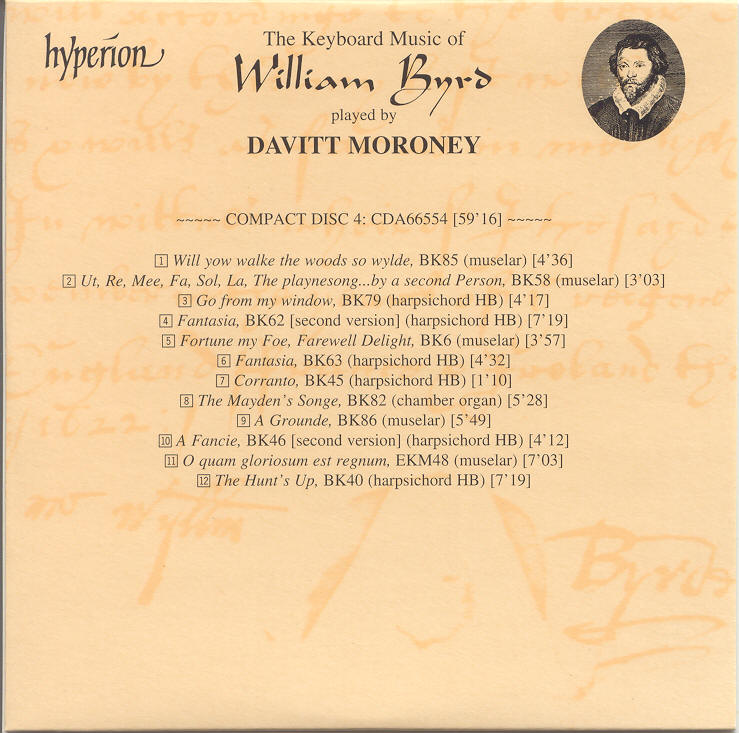 hyperion
The Keyboard Music of
William Byrd
played by
DAVITT MORONEY
~~~~~ COMPACT DISC 4: CDA66554 [59'16] ~~~~~
1 Will yow walke the woods so wylde, BK85 (muselar) [4'36]
2 Ut, Re, Mee, Fa, Sol, La, The playnesong...by a second Person, BK58 (muselar) [3'03]
3 Go from my window, BK79 (harpsichord HB) [4'17]
4 Fantasia, BK62 [second version] (harpsichord HB) [7'19]
5 Fortune my Foe, Farewell Delight, BK6 (muselar) [3'57]
6 Fantasia, BK63 (harpsichord HB) [4'32]
7 Corranto, BK45 (harpsichord HB) [1'10]
8 The Mayden's Songe, BK82 (chamber organ) [5'28]
9 A Grounde, BK86 (muselar) [5'49]
10 A Fancie, BK46 [second version] (harpsichord HB) [4'12]
11 O quam gloriosum est regnum, EKM48 (muselar) [7'03]
12 The Hunt's Up, BK40 (harpsichord HB) [7'19]
Byrde